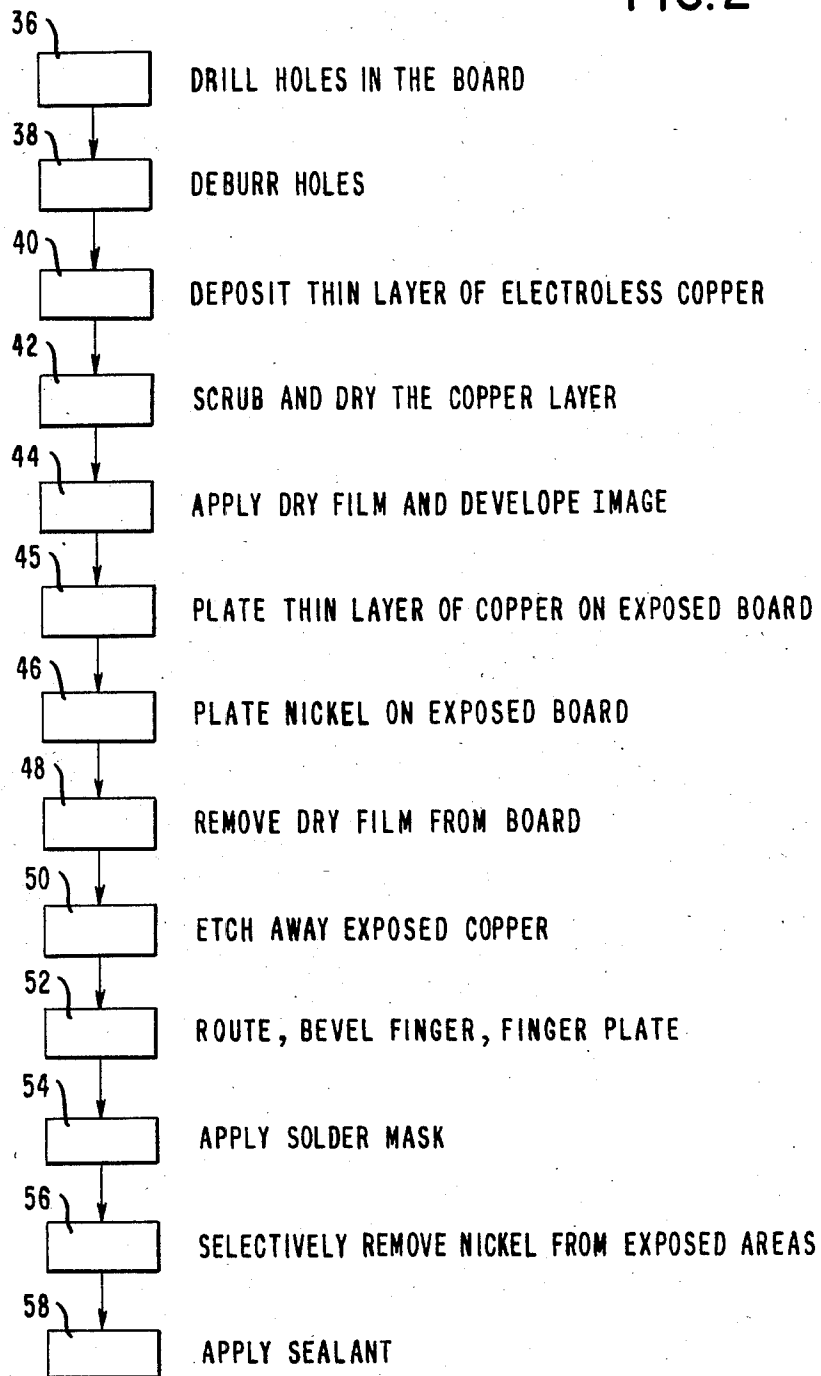 FIG. 2
36
DRILL HOLES IN THE BOARD
38
DEBURR HOLES
40
DEPOSIT THIN LAYER OF ELECTROLESS COPPER
42
SCRUB AND DRY THE COPPER LAYER
44
APPLY DRY FILM AND DEVELOPE IMAGE
45
PLATE THIN LAYER OF COPPER ON EXPOSED BOARD
46
PLATE NICKEL ON EXPOSED BOARD
48
REMOVE DRY FILM FROM BOARD
50
ETCH AWAY EXPOSED COPPER
52
ROUTE, BEVEL FINGER, FINGER PLATE
54
APPLY SOLDER MASK
56
SELECTIVELY REMOVE NICKEL FROM EXPOSED AREAS
58
APPLY SEALANT